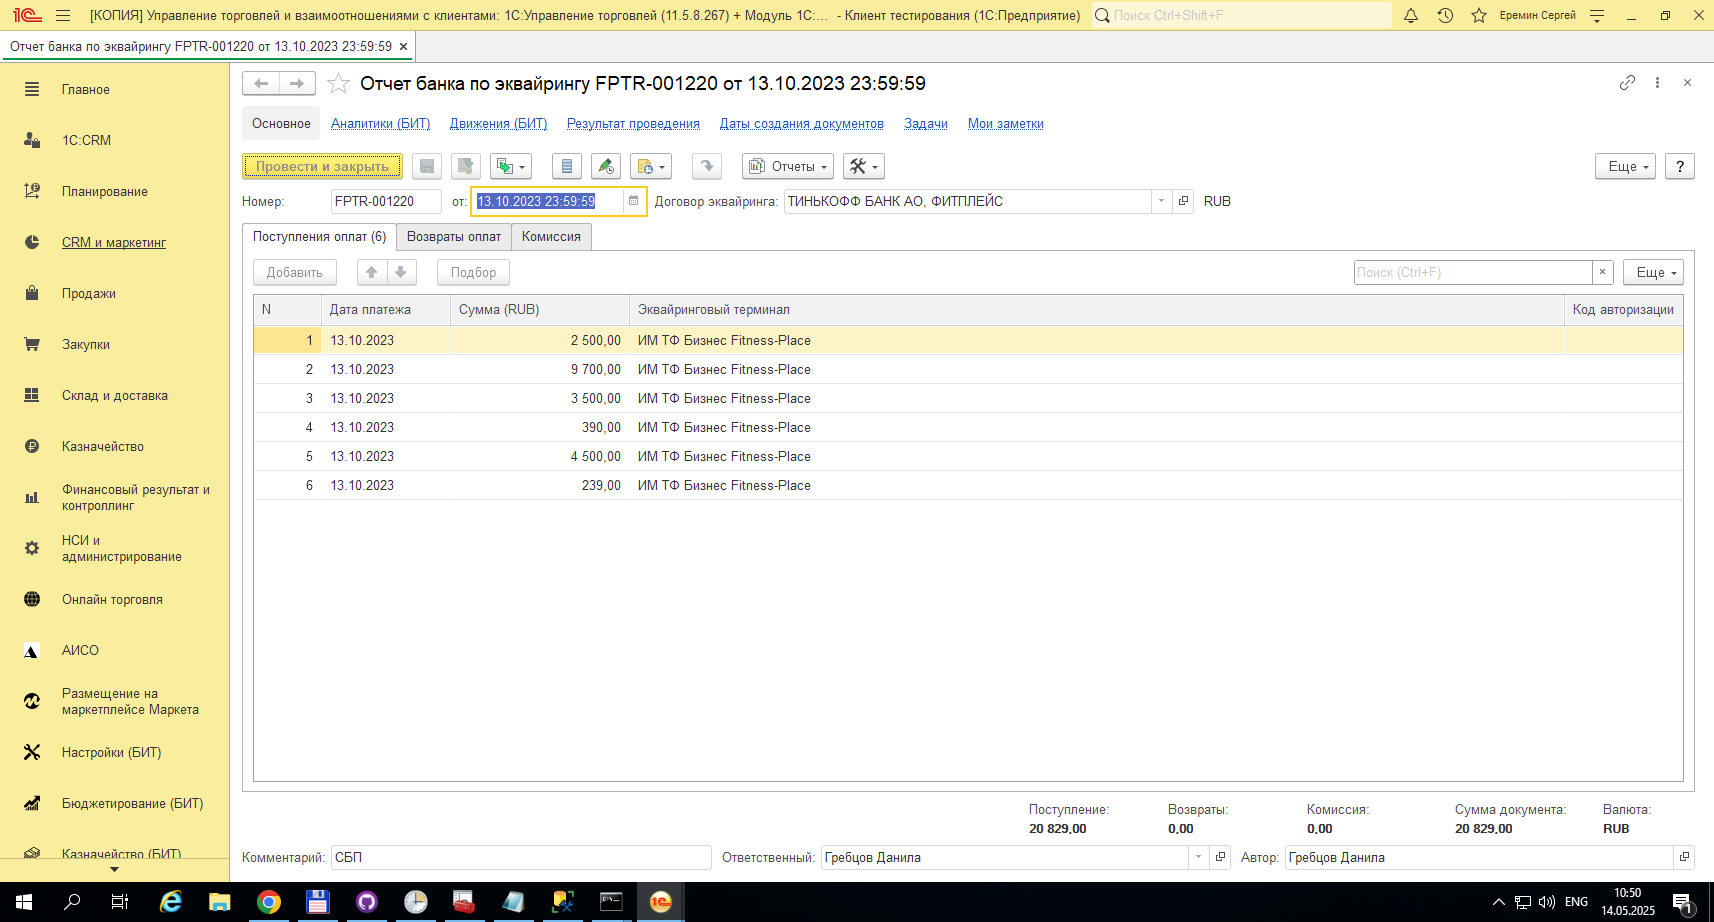 [КОПИЯ] Управление торговлей и взаимоотношениями с клиентами: 1С:Управление торговлей (11.5.8.267) + Модуль 1С:... - Клиент тестирования (1С:Предприятие)
Поиск Ctrl+Shift+F
Еремин Сергей
Отчет банка по эквайрингу FPTR-001220 от 13.10.2023 23:59:59 ×
Главное
1С:CRM
Планирование
CRM и маркетинг
Продажи
Закупки
Склад и доставка
Казначейство
Финансовый результат и
контроллинг
НСИ и
администрирование
Онлайн торговля
АИСО
Размещение на
маркетплейсе Маркета
Настройки (БИТ)
Бюджетирование (БИТ)
Казначейство (БИТ)
Отчет банка по эквайрингу FPTR-001220 от 13.10.2023 23:59:59
Основное Аналитики (БИТ) Движения (БИТ) Результат проведения Даты создания документов Задачи Мои заметки
Провести и закрыть Отчеты Еще ?
Номер: FPTR-001220 от: 13.10.2023 23:59:59 Договор эквайринга: ТИНЬКОФФ БАНК АО, ФИТПЛЕЙС RUB
Поступления оплат (6) Возвраты оплат Комиссия
Добавить Подбор Поиск (Ctrl+F) × Еще
N Дата платежа Сумма (RUB) Эквайринговый терминал Код авторизации
1 13.10.2023 2 500,00 ИМ ТФ Бизнес Fitness-Place
2 13.10.2023 9 700,00 ИМ ТФ Бизнес Fitness-Place
3 13.10.2023 3 500,00 ИМ ТФ Бизнес Fitness-Place
4 13.10.2023 390,00 ИМ ТФ Бизнес Fitness-Place
5 13.10.2023 4 500,00 ИМ ТФ Бизнес Fitness-Place
6 13.10.2023 239,00 ИМ ТФ Бизнес Fitness-Place
Поступление: Возвраты: Комиссия: Сумма документа: Валюта:
20 829,00 0,00 0,00 20 829,00 RUB
Комментарий: СБП Ответственный: Гребцов Данила Автор: Гребцов Данила
ENG
10:50
14.05.2025
1